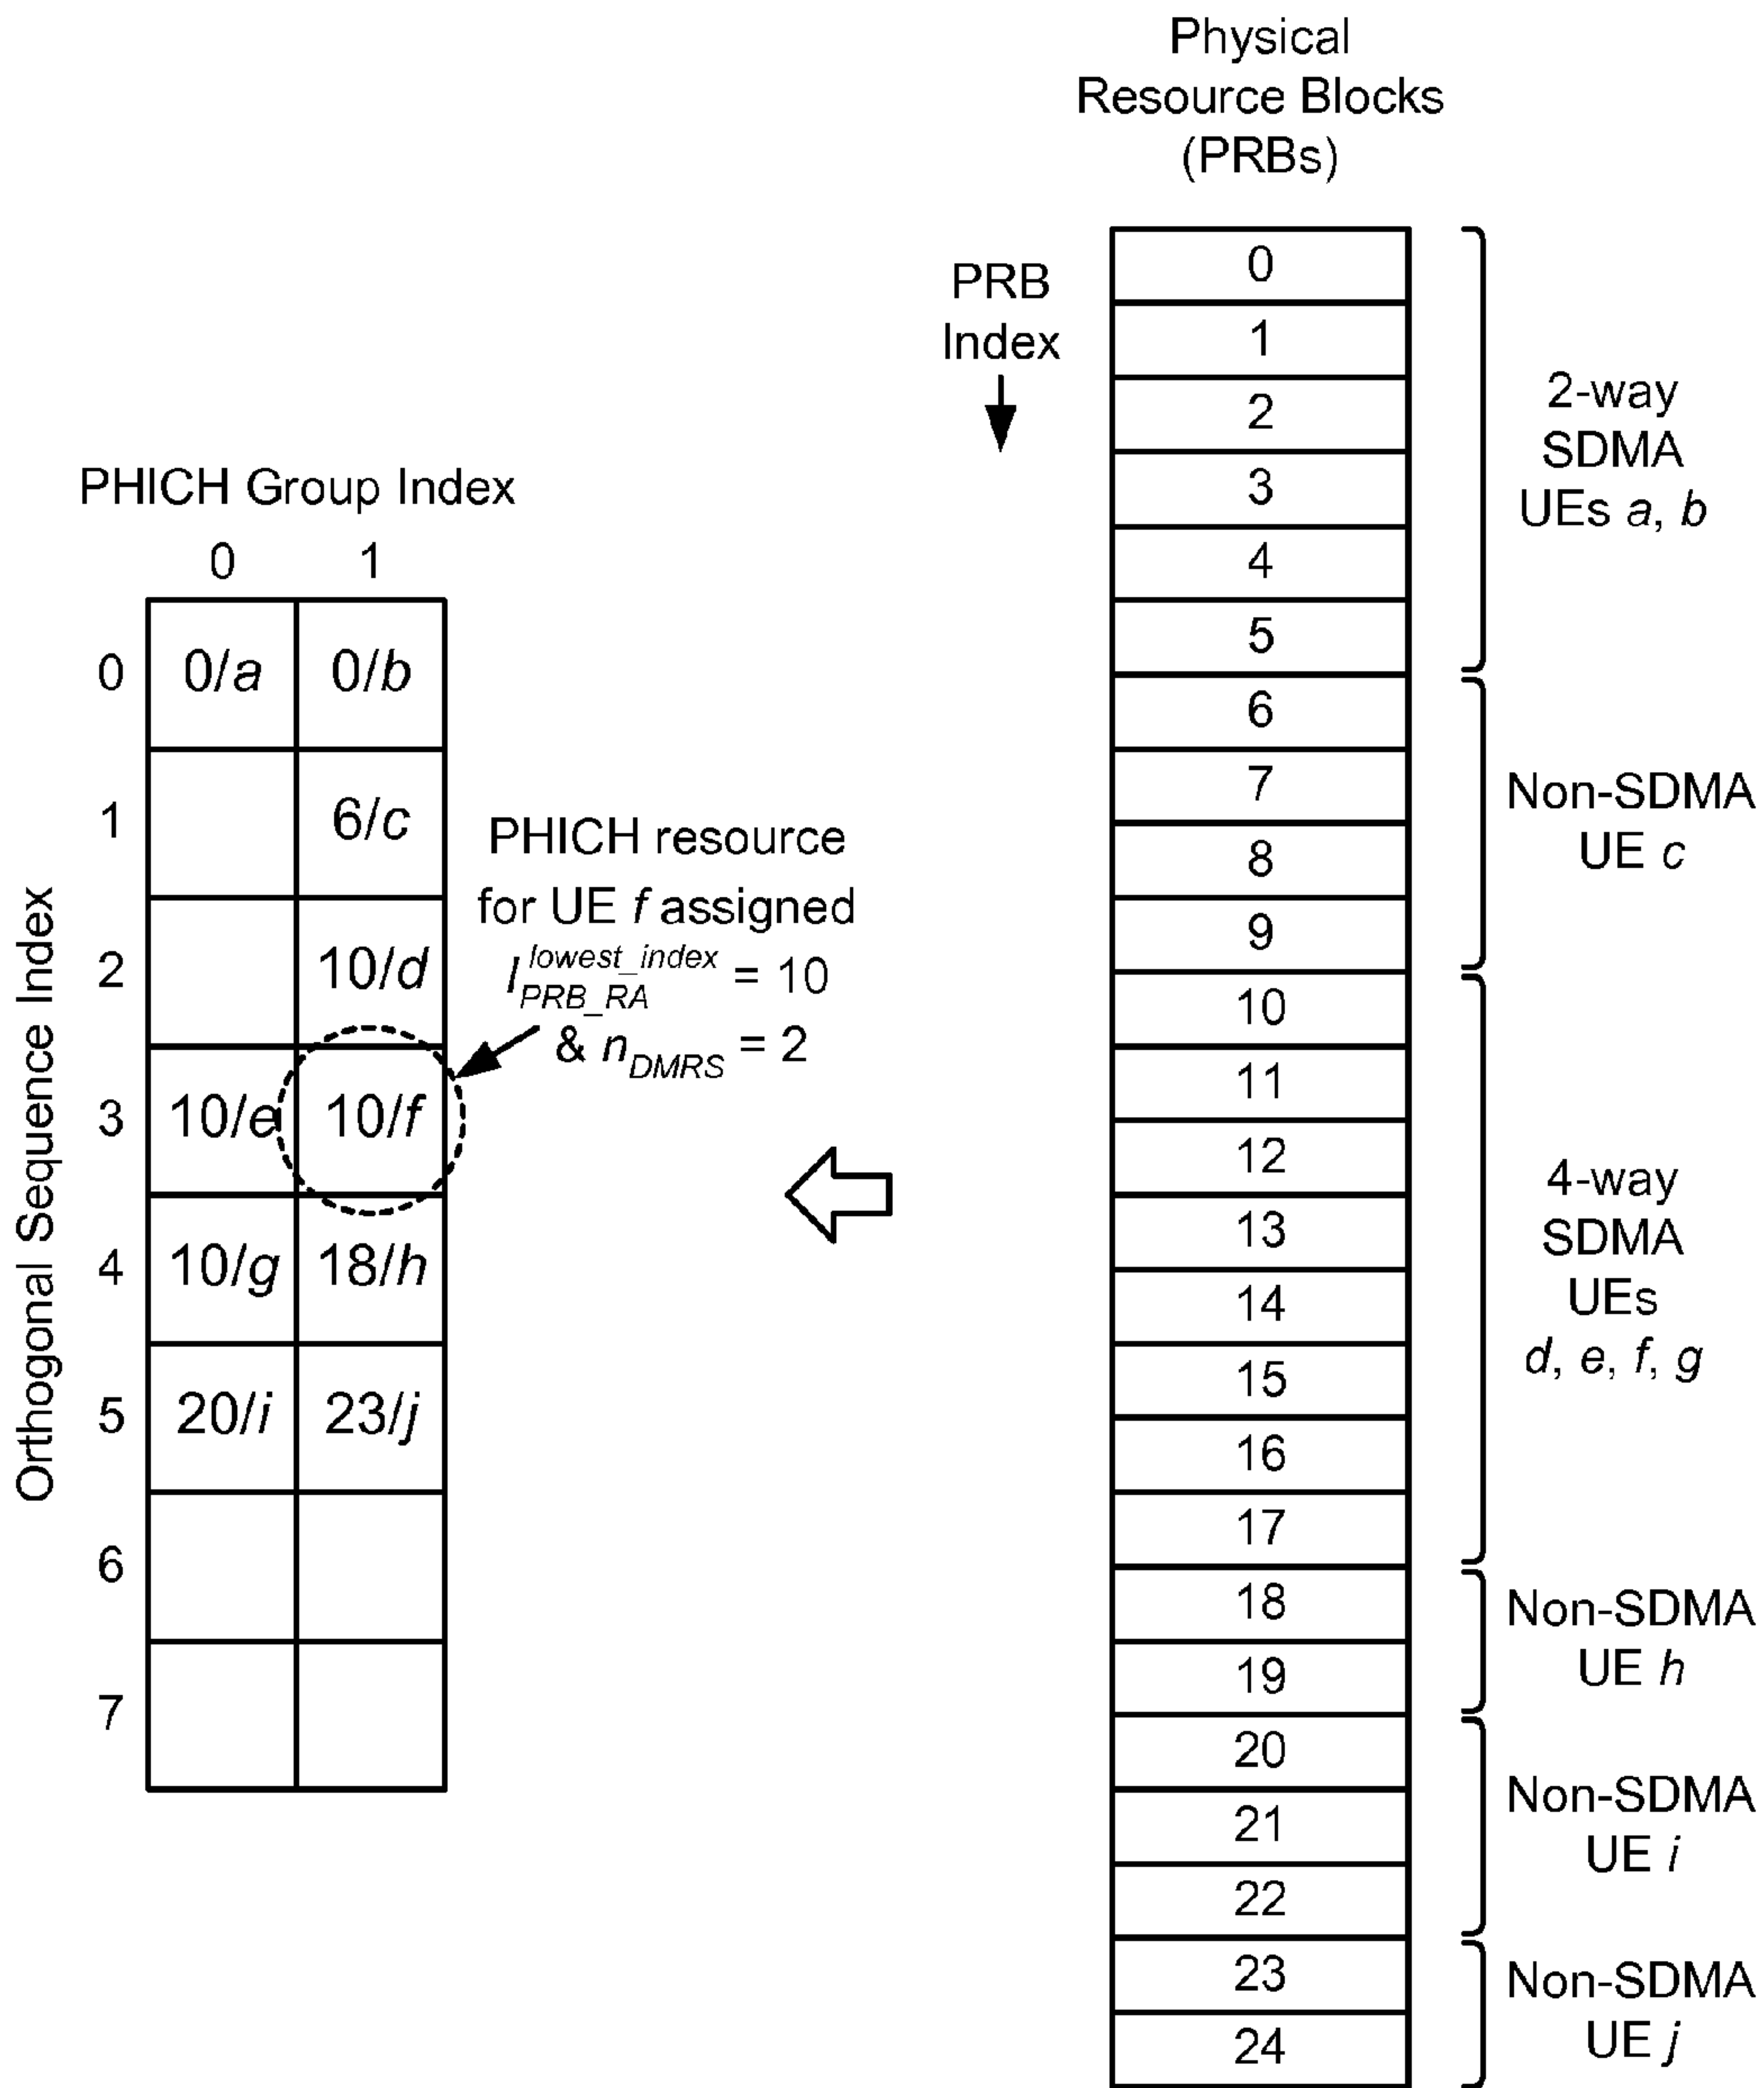 Physical
Resource Blocks
(PRBs)
PRB
Index
0
1
2
3
4
5
6
7
8
9
10
11
12
13
14
15
16
17
18
19
20
21
22
23
24
2-way
SDMA
UEs a, b
Non-SDMA
UE c
4-way
SDMA
UEs
d, e, f, g
Non-SDMA
UE h
Non-SDMA
UE i
Non-SDMA
UE j
PHICH Group Index
0 1
Orthogonal Sequence Index
0 0/a 0/b
1 6/c
2 10/d
3 10/e 10/f
4 10/g 18/h
5 20/i 23/j
6
7
PHICH resource
for UE f assigned
I_{PRB_RA}^{lowest_index} = 10
& n_{DMRS} = 2